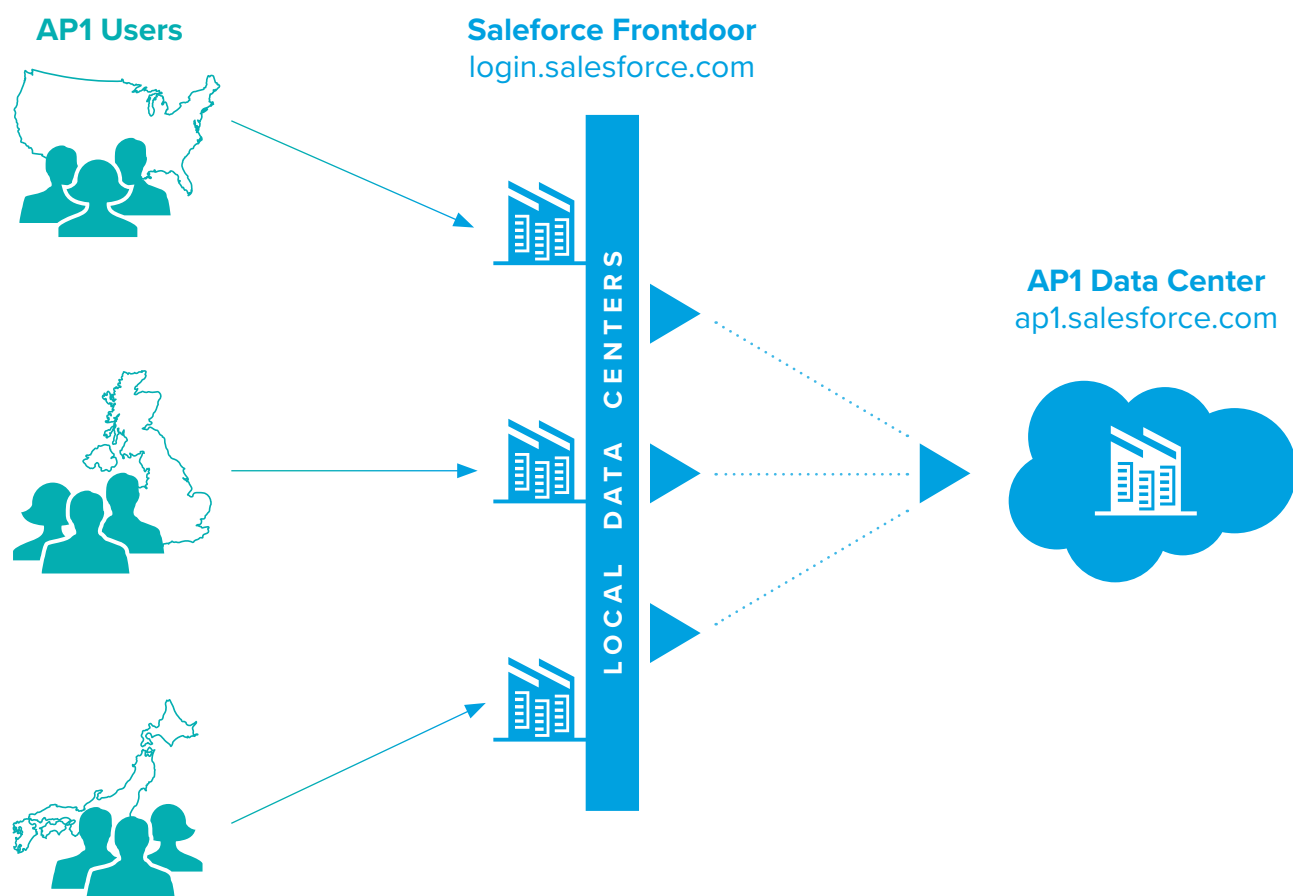 AP1 Users
Saleforce Frontdoor
login.salesforce.com
LOCAL DATA CENTERS
AP1 Data Center
ap1.salesforce.com